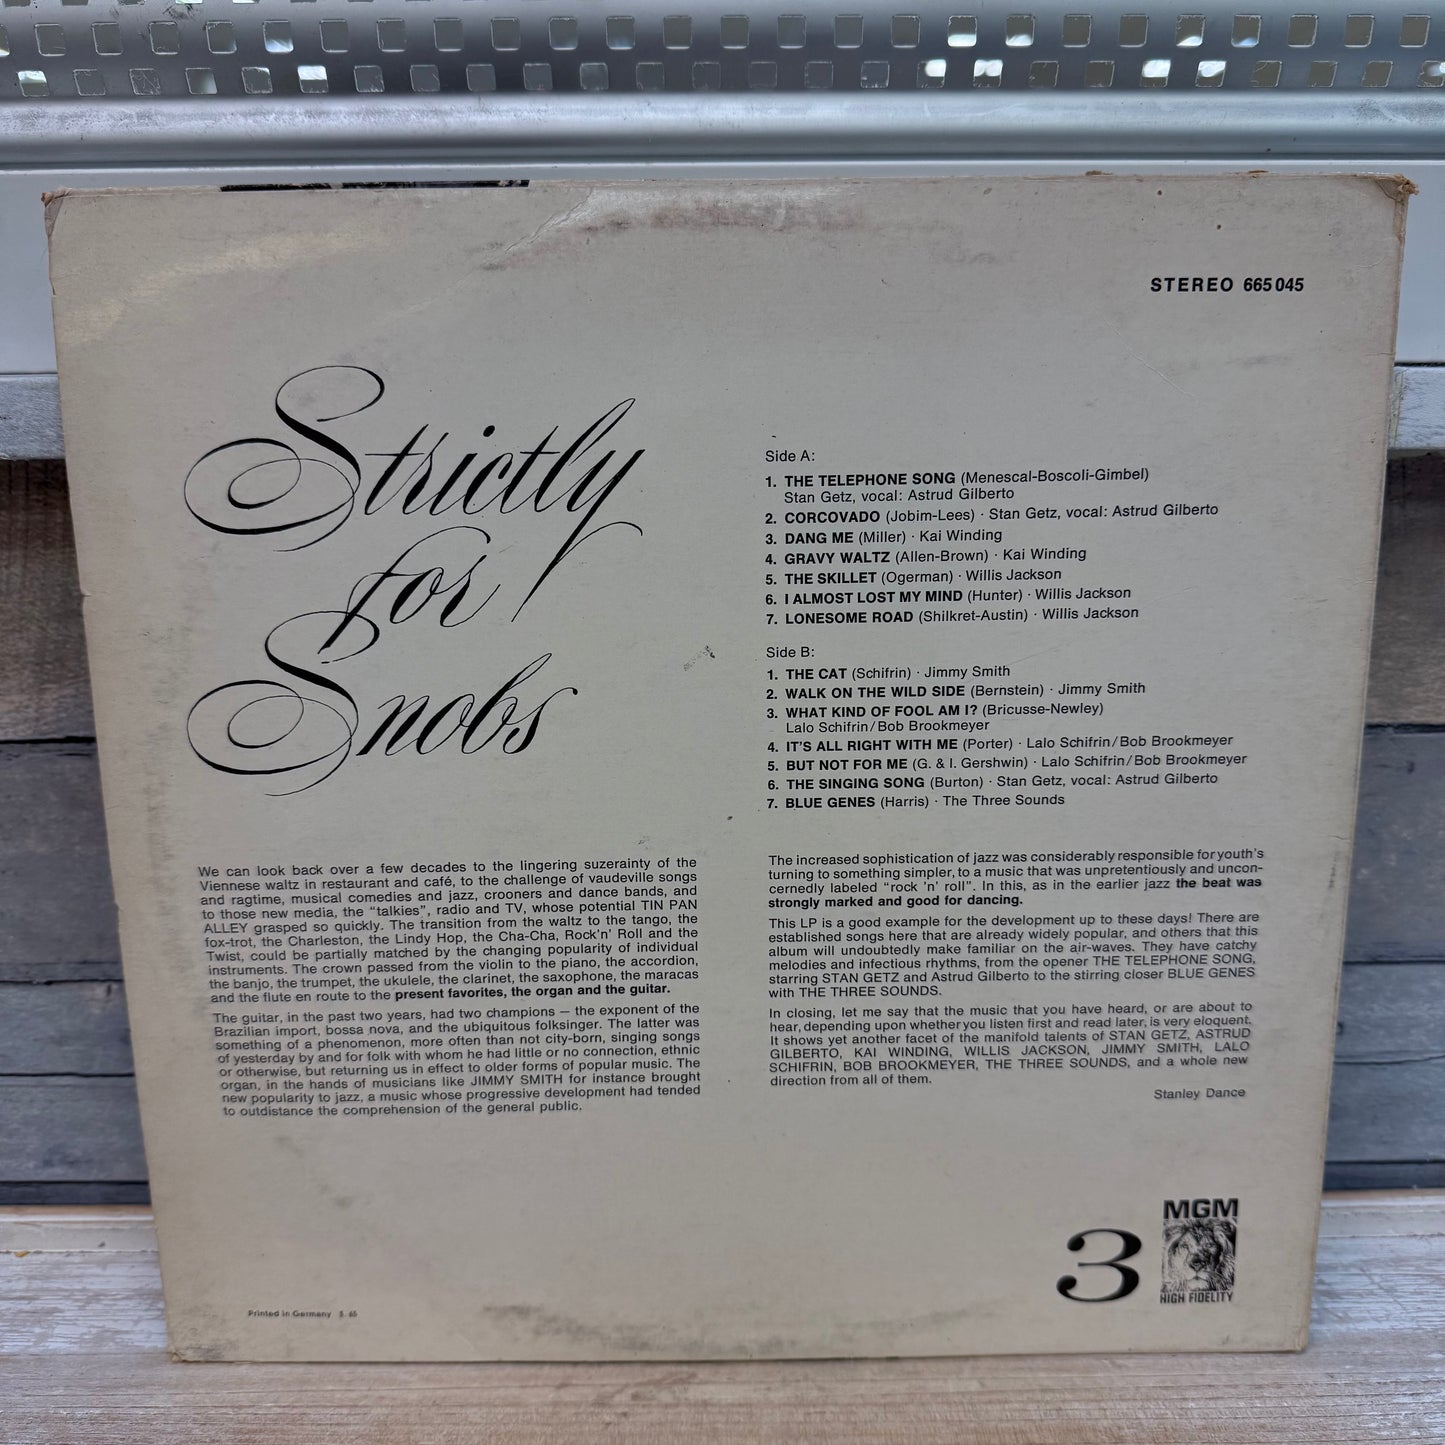 STEREO 665 045
Strictly
for
Snobs
Side A:
1. THE TELEPHONE SONG (Menescal-Boscoli-Gimbel)
Stan Getz, vocal: Astrud Gilberto
2. CORCOVADO (Jobim-Lees) · Stan Getz, vocal: Astrud Gilberto
3. DANG ME (Miller) · Kai Winding
4. GRAVY WALTZ (Allen-Brown) · Kai Winding
5. THE SKILLET (Ogerman) · Willis Jackson
6. I ALMOST LOST MY MIND (Hunter) · Willis Jackson
7. LONESOME ROAD (Shilkret-Austin) · Willis Jackson
Side B:
1. THE CAT (Schifrin) · Jimmy Smith
2. WALK ON THE WILD SIDE (Bernstein) · Jimmy Smith
3. WHAT KIND OF FOOL AM I? (Bricusse-Newley)
Lalo Schifrin/Bob Brookmeyer
4. IT'S ALL RIGHT WITH ME (Porter) · Lalo Schifrin/Bob Brookmeyer
5. BUT NOT FOR ME (G. & I. Gershwin) · Lalo Schifrin/Bob Brookmeyer
6. THE SINGING SONG (Burton) · Stan Getz, vocal: Astrud Gilberto
7. BLUE GENES (Harris) · The Three Sounds
We can look back over a few decades to the lingering suzerainty of the
Viennese waltz in restaurant and café, to the challenge of vaudeville songs
and ragtime, musical comedies and jazz, crooners and dance bands, and
to those new media, the "talkies", radio and TV, whose potential TIN PAN
ALLEY grasped so quickly. The transition from the waltz to the tango, the
fox-trot, the Charleston, the Lindy Hop, the Cha-Cha, Rock'n' Roll and the
Twist, could be partially matched by the changing popularity of individual
instruments. The crown passed from the violin to the piano, the accordion,
the banjo, the trumpet, the ukulele, the clarinet, the saxophone, the maracas
and the flute en route to the present favorites, the organ and the guitar.
The guitar, in the past two years, had two champions — the exponent of the
Brazilian import, bossa nova, and the ubiquitous folksinger. The latter was
something of a phenomenon, more often than not city-born, singing songs
of yesterday by and for folk with whom he had little or no connection, ethnic
or otherwise, but returning us in effect to older forms of popular music. The
organ, in the hands of musicians like JIMMY SMITH for instance brought
new popularity to jazz, a music whose progressive development had tended
to outdistance the comprehension of the general public.
The increased sophistication of jazz was considerably responsible for youth's
turning to something simpler, to a music that was unpretentiously and uncon-
cernedly labeled "rock 'n' roll". In this, as in the earlier jazz the beat was
strongly marked and good for dancing.
This LP is a good example for the development up to these days! There are
established songs here that are already widely popular, and others that this
album will undoubtedly make familiar on the air-waves. They have catchy
melodies and infectious rhythms, from the opener THE TELEPHONE SONG,
starring STAN GETZ and Astrud Gilberto to the stirring closer BLUE GENES
with THE THREE SOUNDS.
In closing, let me say that the music that you have heard, or are about to
hear, depending upon whether you listen first and read later, is very eloquent.
It shows yet another facet of the manifold talents of STAN GETZ, ASTRUD
GILBERTO, KAI WINDING, WILLIS JACKSON, JIMMY SMITH, LALO
SCHIFRIN, BOB BROOKMEYER, THE THREE SOUNDS, and a whole new
direction from all of them.
Stanley Dance
MGM
3
HIGH FIDELITY
Printed in Germany 3. 65